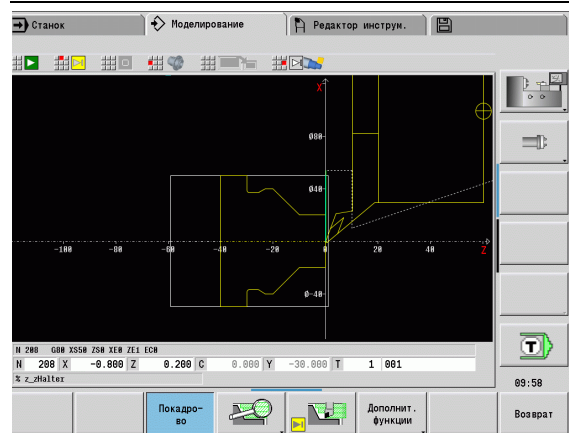 Станок
Моделирование
Редактор инструм.
X
Ø80
Ø40
-100
-80
-60
-40
-20
0
20
40
Z
Ø-40
N 208 G80 XS50 ZS0 XE0 ZE1 EC0
N 208 X -0.800 Z 0.200 C 0.000 Y -30.000 T 1 001
% z_zHalter
T
09:58
Покадро-
во
Дополнит.
функции
Возврат